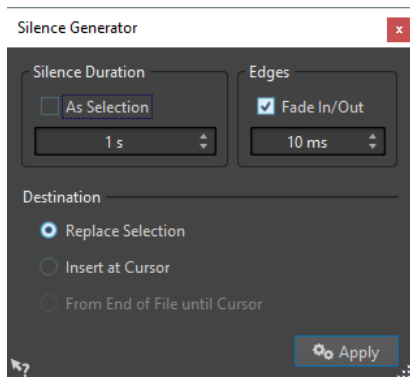 Silence Generator
x
Silence Duration
Edges
As Selection
Fade In/Out
1 s
10 ms
Destination
Replace Selection
Insert at Cursor
From End of File until Cursor
Apply
?